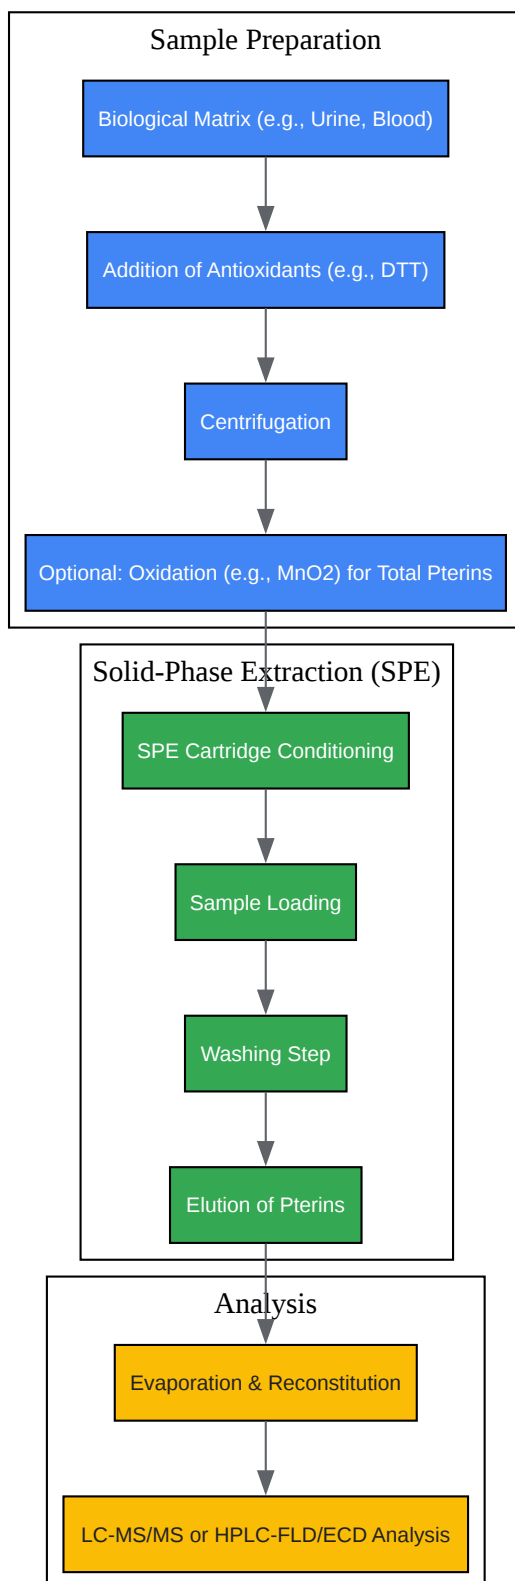 Sample Preparation
Biological Matrix (e.g., Urine, Blood)
Addition of Antioxidants (e.g., DTT)
Centrifugation
Optional: Oxidation (e.g., MnO2) for Total Pterins
Solid-Phase Extraction (SPE)
SPE Cartridge Conditioning
Sample Loading
Washing Step
Elution of Pterins
Analysis
Evaporation & Reconstitution
LC-MS/MS or HPLC-FLD/ECD Analysis